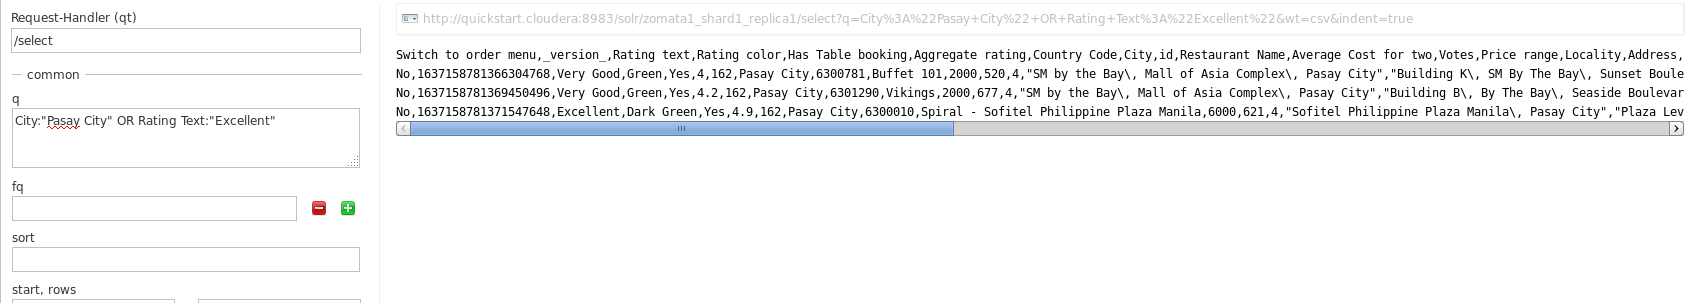 Request-Handler (qt)
/select
common
q
City:"Pasay City" OR Rating Text:"Excellent"
fq
sort
start, rows
http://quickstart.cloudera:8983/solr/zomata1_shard1_replica1/select?q=City%3A%22Pasay+City%22+OR+Rating+Text%3A%22Excellent%22&wt=csv&indent=true
Switch to order menu,_version_,Rating text,Rating color,Has Table booking,Aggregate rating,Country Code,City,id,Restaurant Name,Average Cost for two,Votes,Price range,Locality,Address,
No,1637158781366304768,Very Good,Green,Yes,4,162,Pasay City,6300781,Buffet 101,2000,520,4,"SM by the Bay\, Mall of Asia Complex\, Pasay City","Building K\, SM By The Bay\, Sunset Boule
No,1637158781369450496,Very Good,Green,Yes,4.2,162,Pasay City,6301290,Vikings,2000,677,4,"SM by the Bay\, Mall of Asia Complex\, Pasay City","Building B\, By The Bay\, Seaside Boulevar
No,1637158781371547648,Excellent,Dark Green,Yes,4.9,162,Pasay City,6300010,Spiral - Sofitel Philippine Plaza Manila,6000,621,4,"Sofitel Philippine Plaza Manila\, Pasay City","Plaza Lev